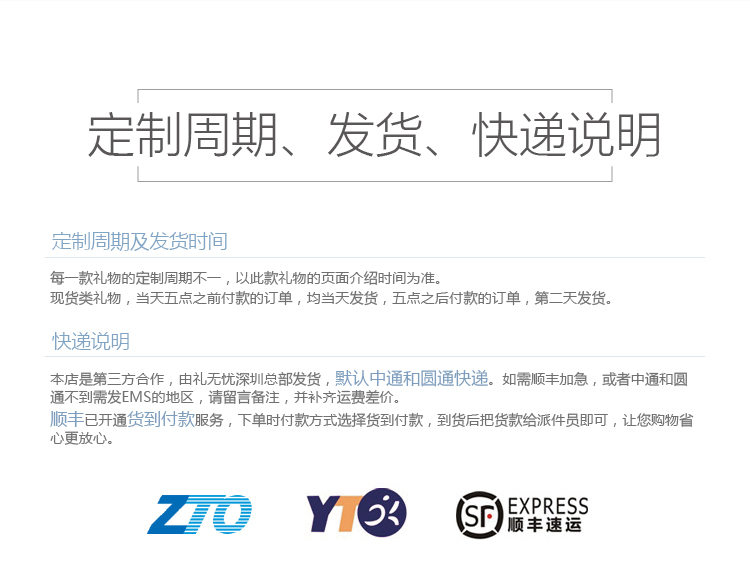 定制周期、发货、快递说明
定制周期及发货时间
每一款礼物的定制周期不一，以此款礼物的页面介绍时间为准。
现货类礼物，当天五点之前付款的订单，均当天发货，五点之后付款的订单，第二天发货。
快递说明
本店是第三方合作，由礼无忧深圳总部发货，默认中通和圆通快递。如需顺丰加急，或者中通和圆
通不到需发EMS的地区，请留言备注，并补齐运费差价。
顺丰已开通货到付款服务，下单时付款方式选择货到付款，到货后把货款给派件员即可，让您购物省
心更放心。
ZTO
YTO
SF EXPRESS
顺丰速运